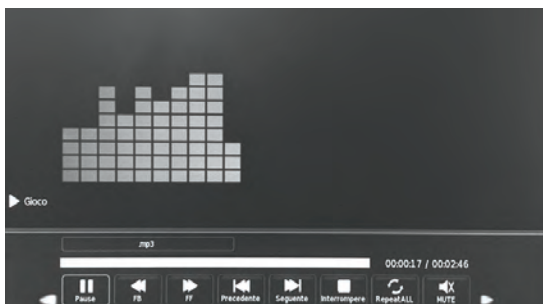 Gioco
.mp3
00:00:17 / 00:02:46
Pause FB FF Precedente Seguente Interrompere RepeatALL MUTE